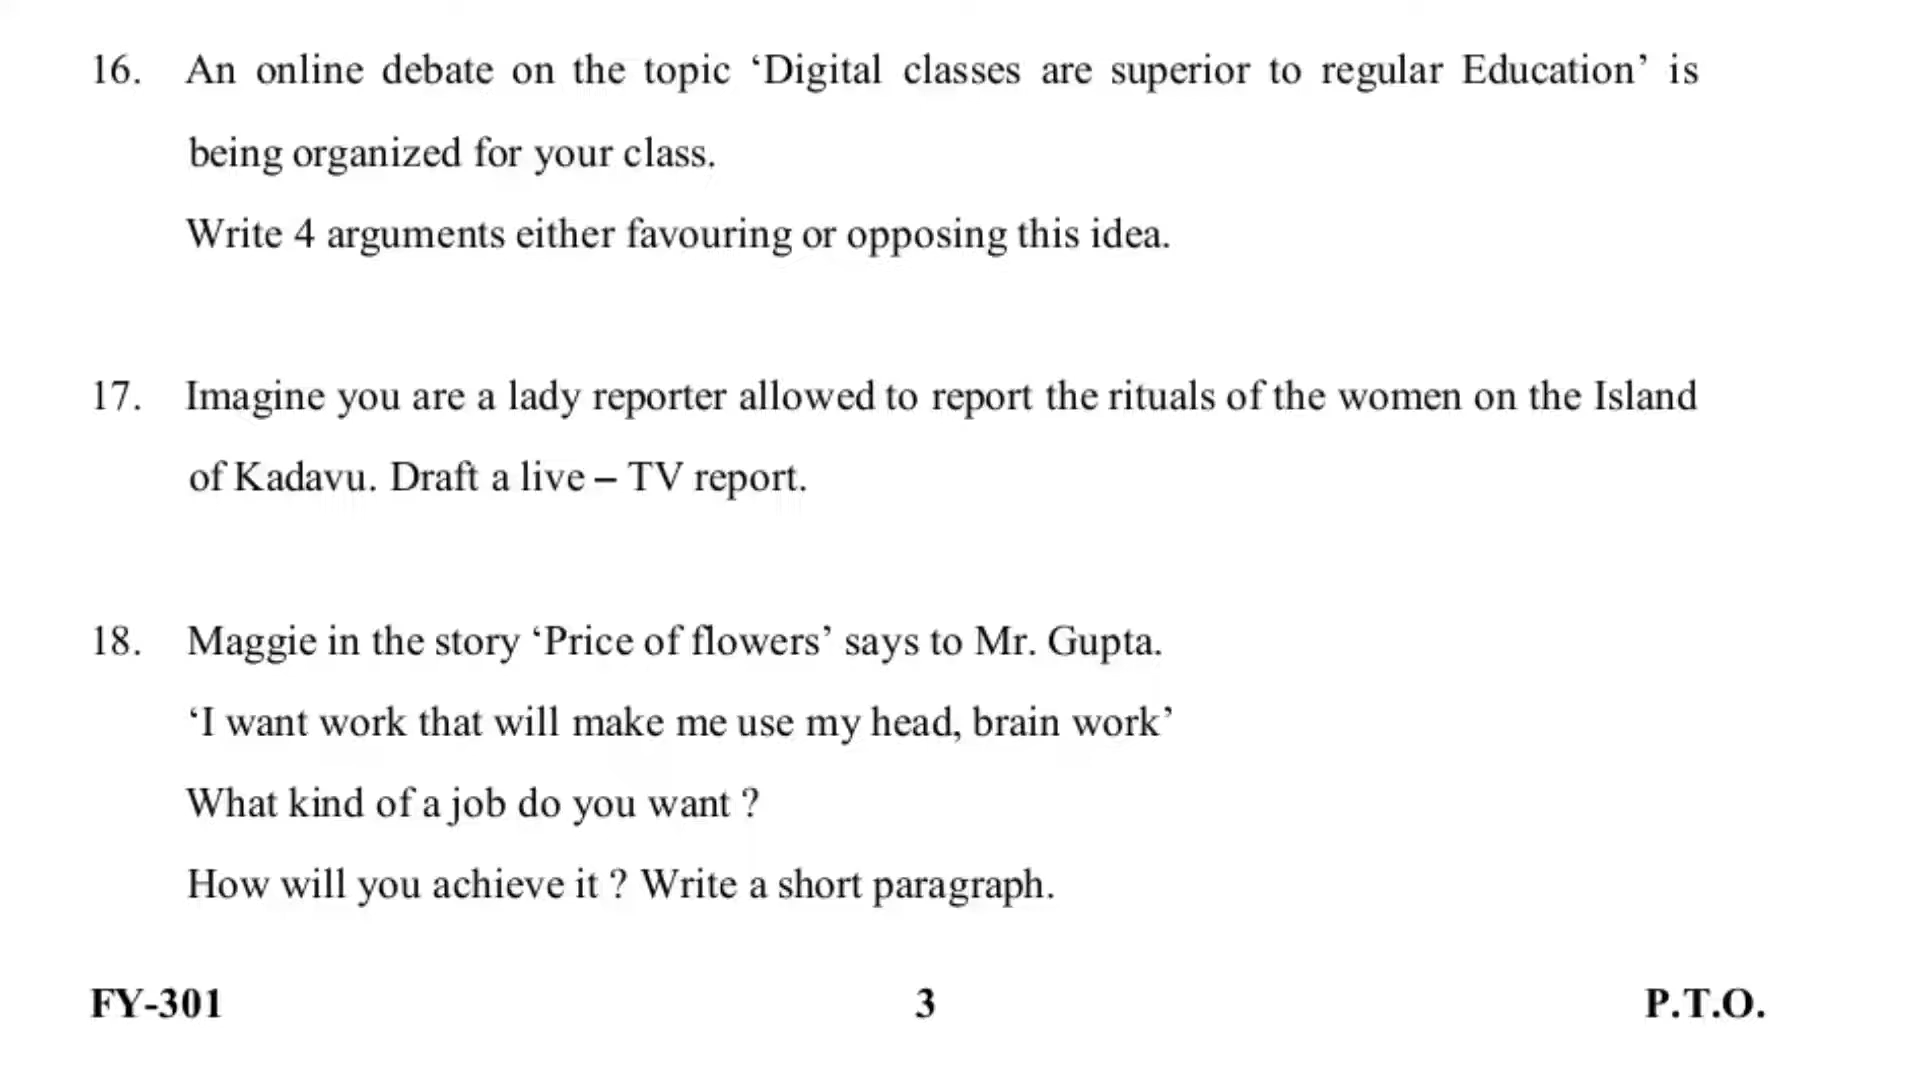 16. An online debate on the topic ‘Digital classes are superior to regular Education’ is
being organized for your class.
Write 4 arguments either favouring or opposing this idea.
17. Imagine you are a lady reporter allowed to report the rituals of the women on the Island
of Kadavu. Draft a live – TV report.
18. Maggie in the story ‘Price of flowers’ says to Mr. Gupta.
‘I want work that will make me use my head, brain work’
What kind of a job do you want ?
How will you achieve it ? Write a short paragraph.
FY-301 3 P.T.O.